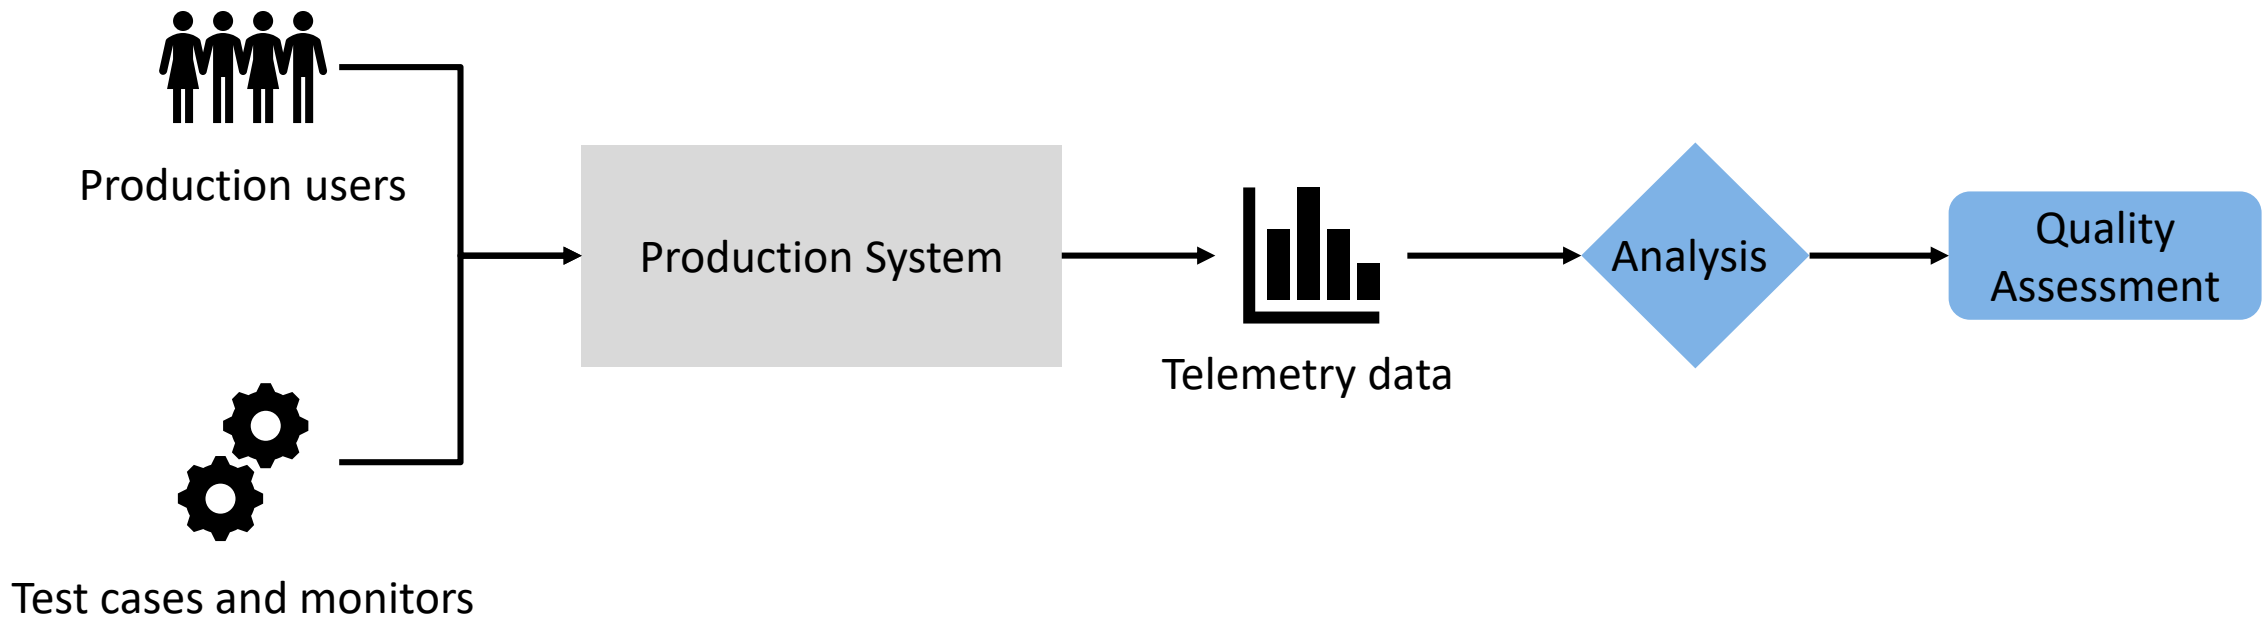 Production users
Production System
Telemetry data
Analysis
Quality
Assessment
Test cases and monitors